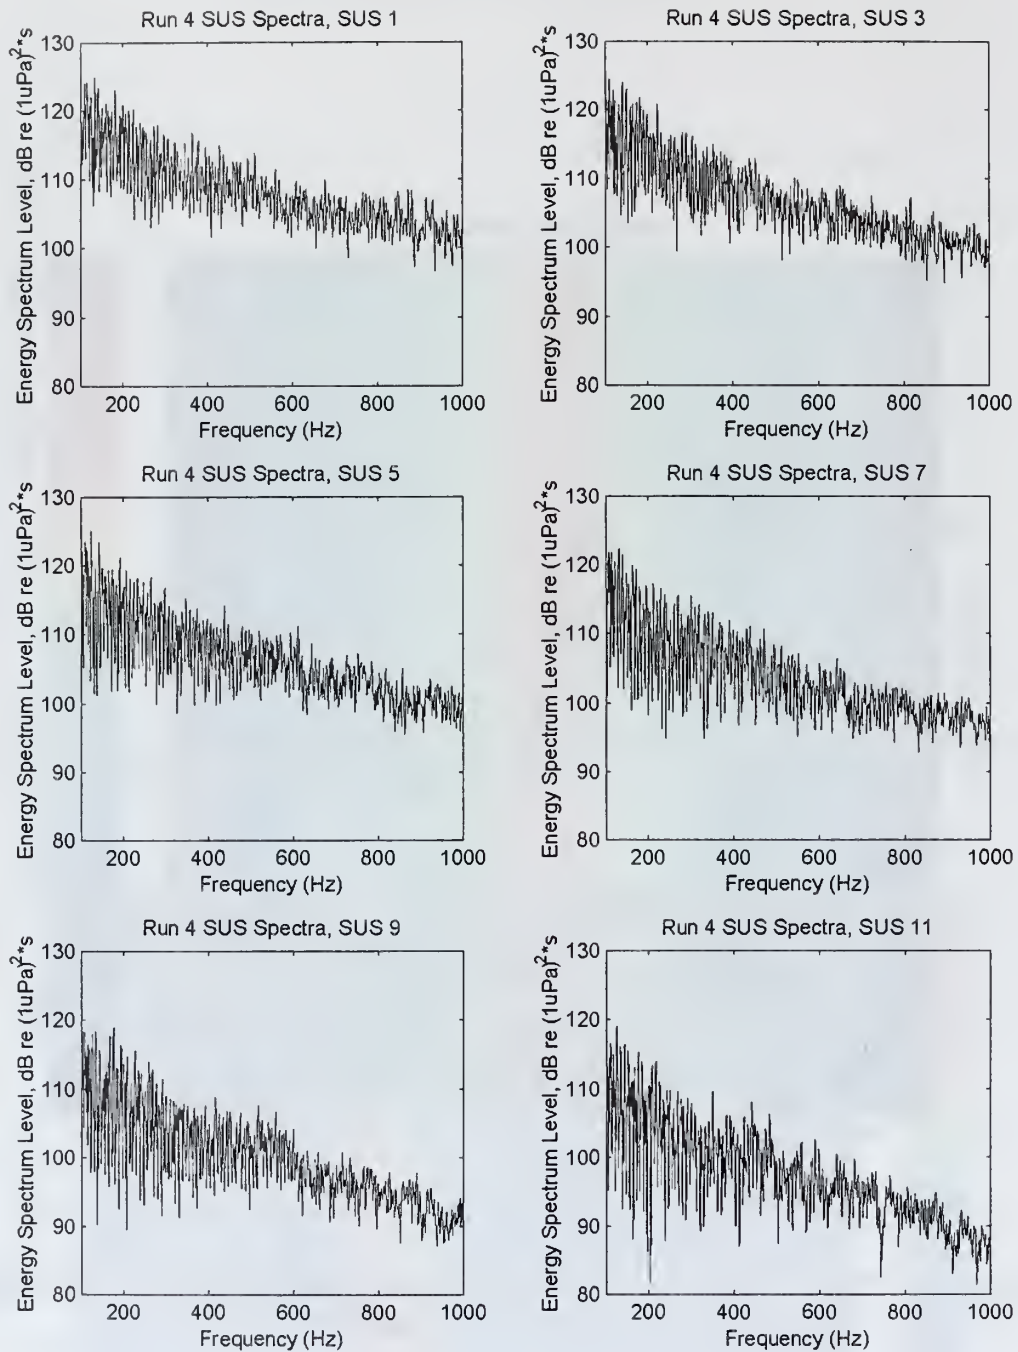 Run 4 SUS Spectra, SUS 1
Energy Spectrum Level, dB re (1uPa)²*s
130
120
110
100
90
80
200 400 600 800 1000
Frequency (Hz)
Run 4 SUS Spectra, SUS 3
Energy Spectrum Level, dB re (1uPa)²*s
130
120
110
100
90
80
200 400 600 800 1000
Frequency (Hz)
Run 4 SUS Spectra, SUS 5
Energy Spectrum Level, dB re (1uPa)²*s
130
120
110
100
90
80
200 400 600 800 1000
Frequency (Hz)
Run 4 SUS Spectra, SUS 7
Energy Spectrum Level, dB re (1uPa)²*s
130
120
110
100
90
80
200 400 600 800 1000
Frequency (Hz)
Run 4 SUS Spectra, SUS 9
Energy Spectrum Level, dB re (1uPa)²*s
130
120
110
100
90
80
200 400 600 800 1000
Frequency (Hz)
Run 4 SUS Spectra, SUS 11
Energy Spectrum Level, dB re (1uPa)²*s
130
120
110
100
90
80
200 400 600 800 1000
Frequency (Hz)